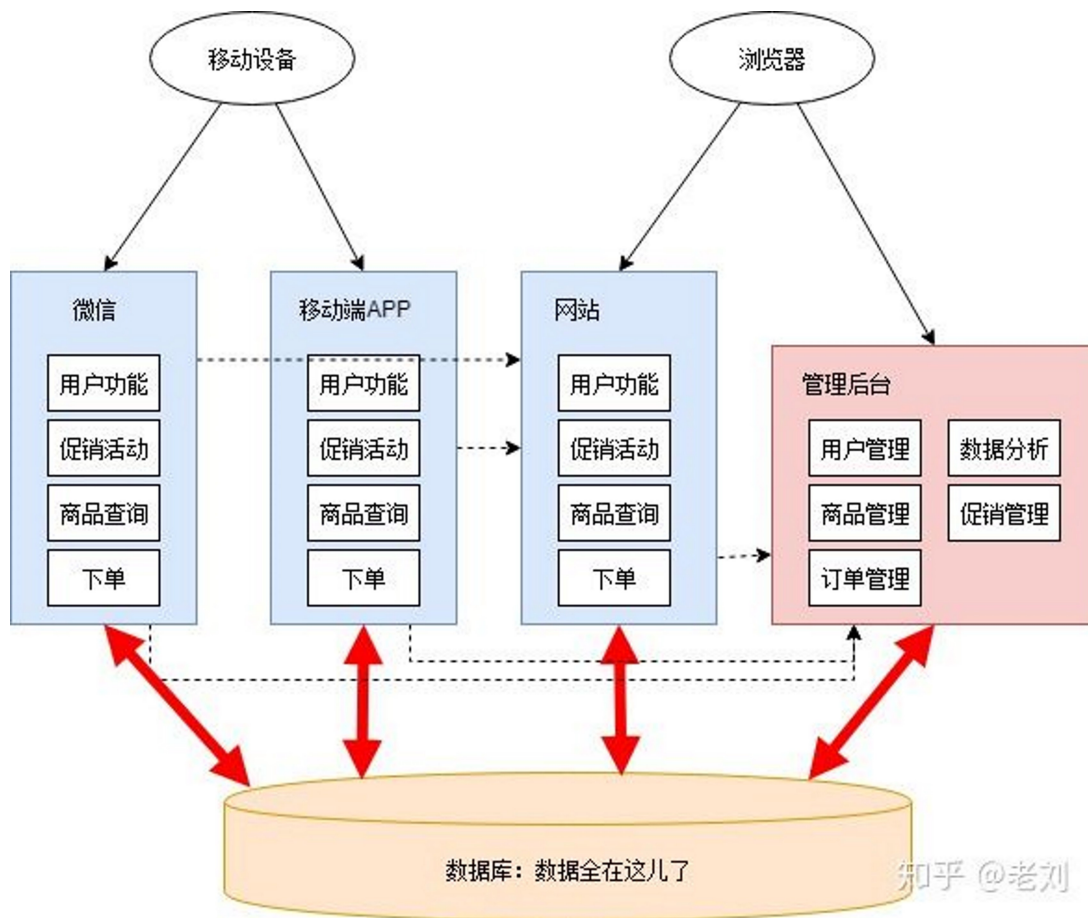 移动设备
浏览器
微信
用户功能
促销活动
商品查询
下单
移动端APP
用户功能
促销活动
商品查询
下单
网站
用户功能
促销活动
商品查询
下单
管理后台
用户管理
数据分析
商品管理
促销管理
订单管理
数据库：数据全在这儿了
知乎 @老刘